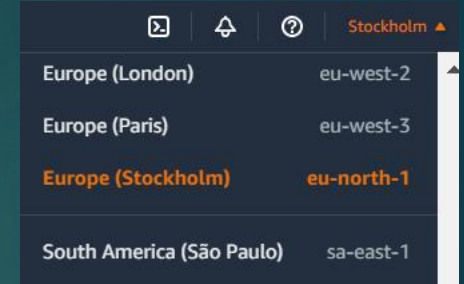 Stockholm
Europe (London) eu-west-2
Europe (Paris) eu-west-3
Europe (Stockholm) eu-north-1
South America (São Paulo) sa-east-1